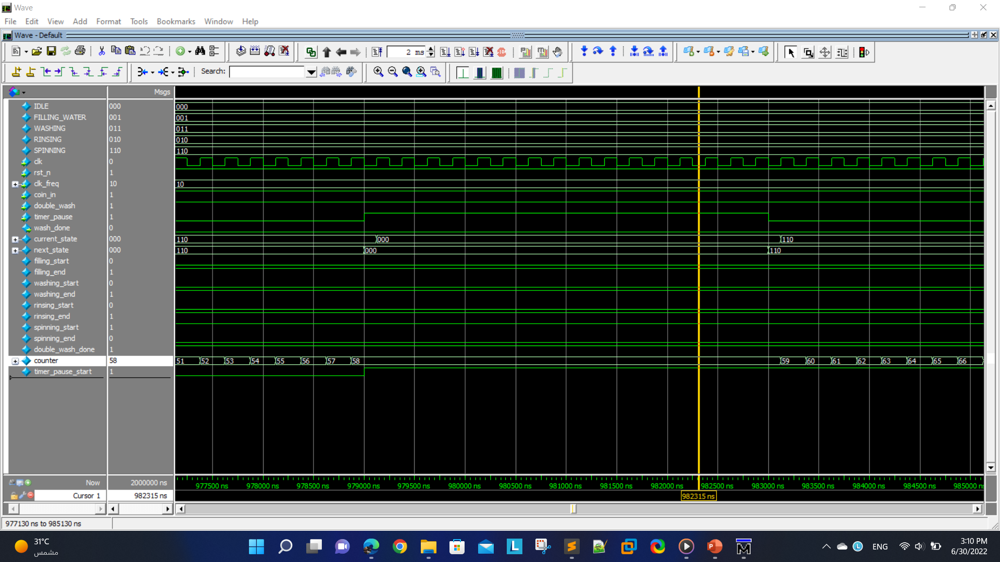 Wave
File Edit View Add Format Tools Bookmarks Window Help
Wave - Default
2 ms
Search:
Msgs
IDLE 000 000
FILLING_WATER 001 001
WASHING 011 011
RINSING 010 010
SPINNING 110 110
clk 0
rst_n 1
clk_freq 10 10
coin_in 1
double_wash 1
timer_pause 1
wash_done 0
current_state 000 110 000 110
next_state 000 110 000 110
filling_start 0
filling_end 1
washing_start 0
washing_end 1
rinsing_start 0
rinsing_end 1
spinning_start 1
spinning_end 0
double_wash_done 1
counter 58 51 52 53 54 55 56 57 58 59 60 61 62 63 64 65 66
timer_pause_start 1
Now 2000000 ns 977500 ns 978000 ns 978500 ns 979000 ns 979500 ns 980000 ns 980500 ns 981000 ns 981500 ns 982000 ns 982500 ns 983000 ns 983500 ns 984000 ns 984500 ns 985000 n
Cursor 1 982315 ns 982315 ns
977130 ns to 985130 ns
31°C
مشمس
L
L
P
M
ENG
3:10 PM
6/30/2022